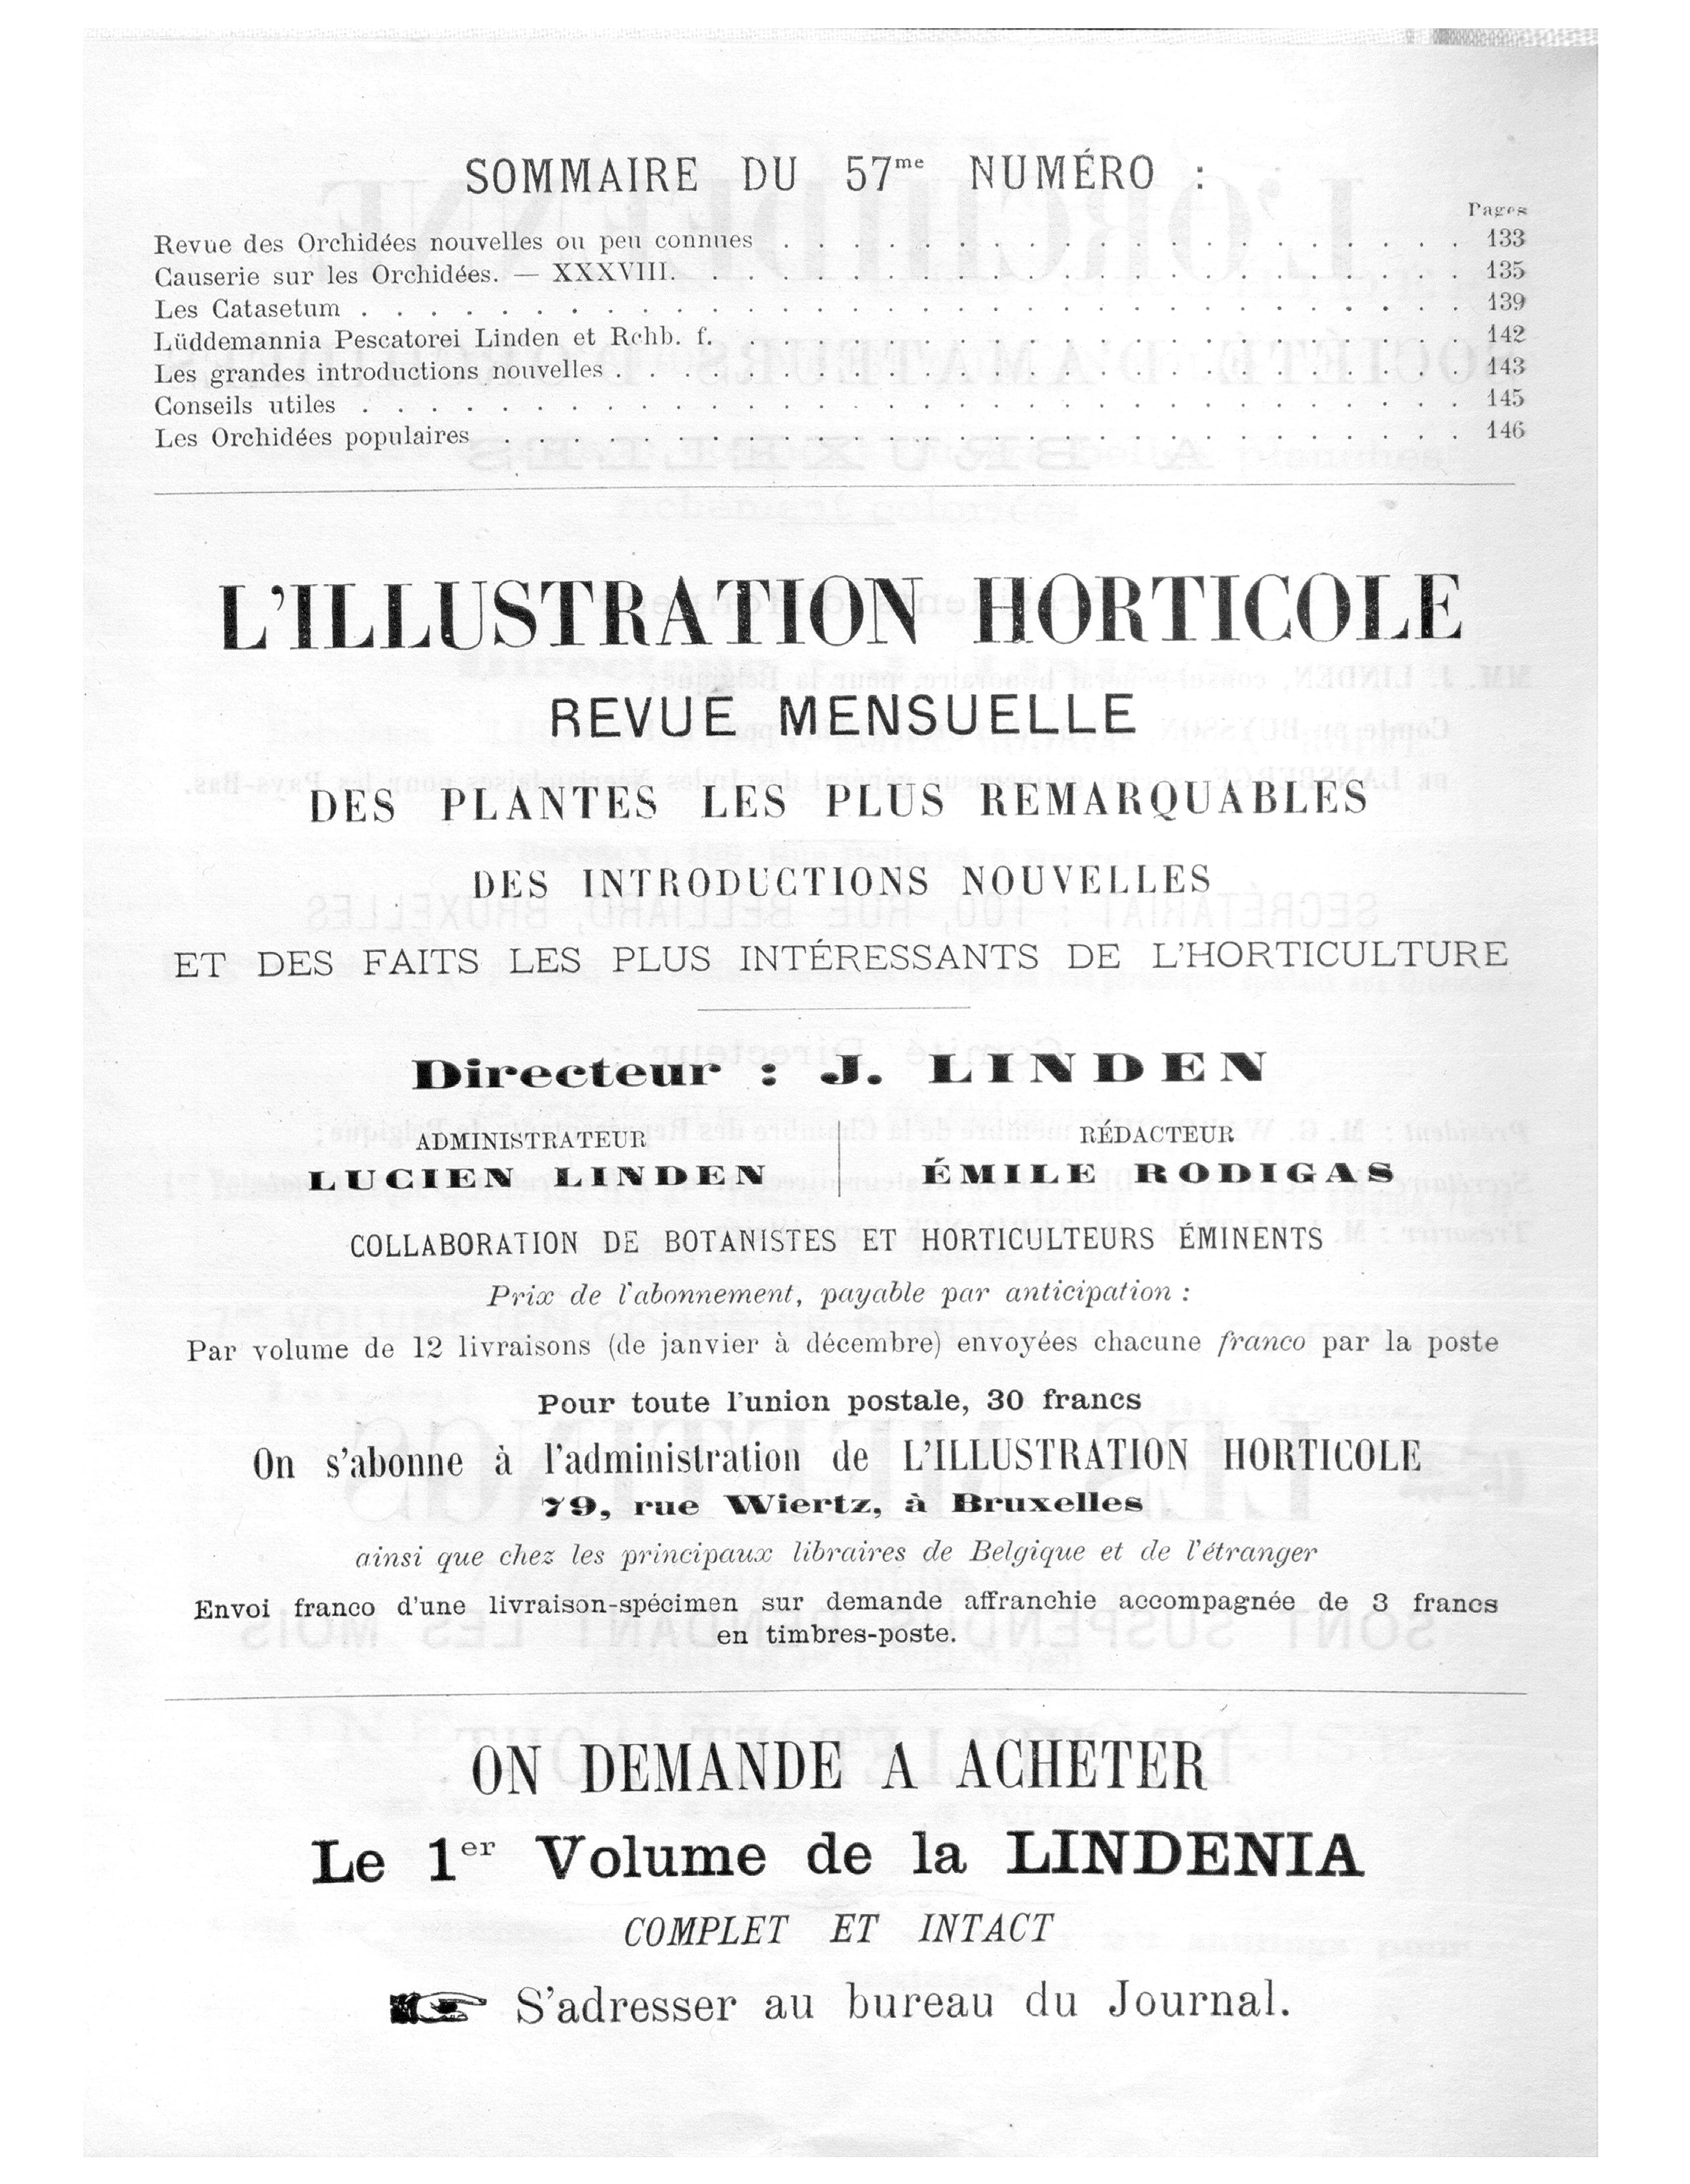 SOMMAIRE DU 57me NUMÉRO :
Pages
Revue des Orchidées nouvelles ou peu connues . . . . . . . . . . . . . . . . . . . . 133
Causerie sur les Orchidées. — XXXVIII. . . . . . . . . . . . . . . . . . . . . . . 135
Les Catasetum . . . . . . . . . . . . . . . . . . . . . . . . . . . . . . . . 139
Lüddemannia Pescatorei Linden et Rchb. f. . . . . . . . . . . . . . . . . . . . . . 142
Les grandes introductions nouvelles . . . . . . . . . . . . . . . . . . . . . . . . . 143
Conseils utiles . . . . . . . . . . . . . . . . . . . . . . . . . . . . . . . . 145
Les Orchidées populaires . . . . . . . . . . . . . . . . . . . . . . . . . . . . 146
L'ILLUSTRATION HORTICOLE
REVUE MENSUELLE
DES PLANTES LES PLUS REMARQUABLES
DES INTRODUCTIONS NOUVELLES
ET DES FAITS LES PLUS INTÉRESSANTS DE L'HORTICULTURE
Directeur : J. LINDEN
ADMINISTRATEUR
LUCIEN LINDEN
RÉDACTEUR
ÉMILE RODIGAS
COLLABORATION DE BOTANISTES ET HORTICULTEURS ÉMINENTS
Prix de l'abonnement, payable par anticipation :
Par volume de 12 livraisons (de janvier à décembre) envoyées chacune franco par la poste
Pour toute l'union postale, 30 francs
On s'abonne à l'administration de L'ILLUSTRATION HORTICOLE
79, rue Wiertz, à Bruxelles
ainsi que chez les principaux libraires de Belgique et de l'étranger
Envoi franco d'une livraison-spécimen sur demande affranchie accompagnée de 3 francs
en timbres-poste.
ON DEMANDE A ACHETER
Le 1er Volume de la LINDENIA
COMPLET ET INTACT
S'adresser au bureau du Journal.